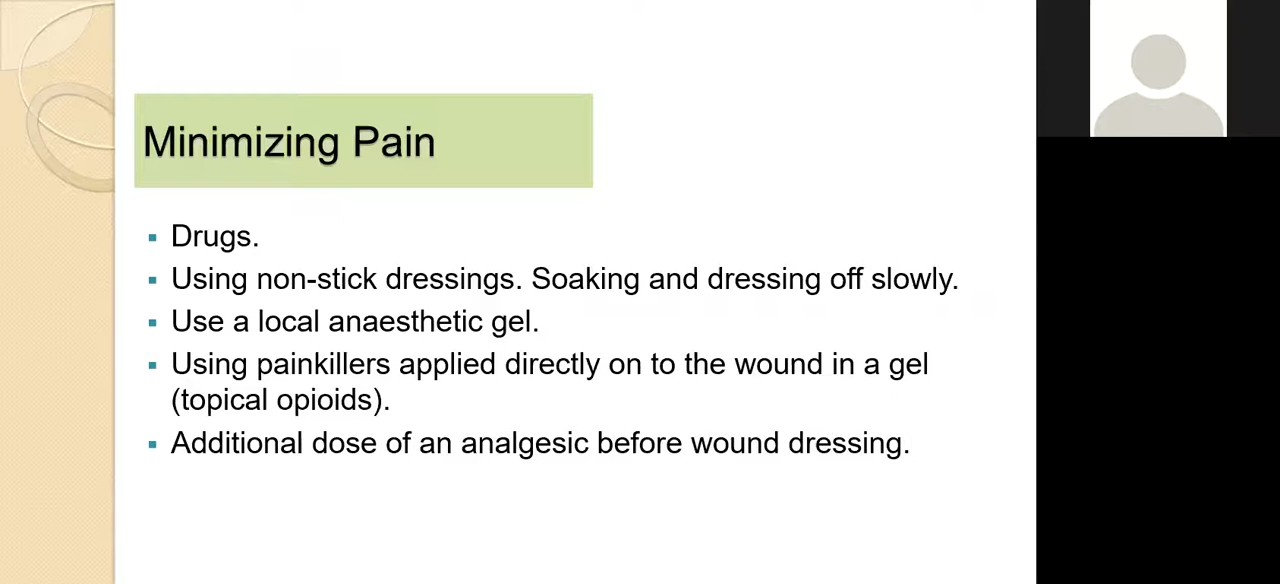 Minimizing Pain
Drugs.
Using non-stick dressings. Soaking and dressing off slowly.
Use a local anaesthetic gel.
Using painkillers applied directly on to the wound in a gel
(topical opioids).
Additional dose of an analgesic before wound dressing.